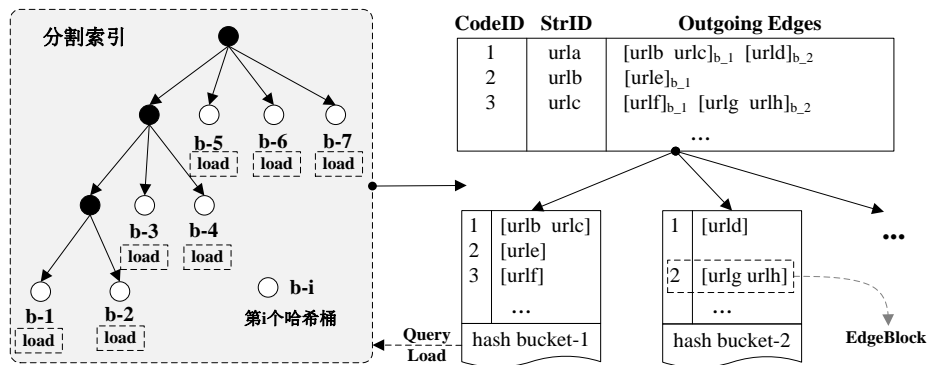 分割索引
b-5 b-6 b-7
load load load
b-3 b-4
load load
b-1 b-2
load load
b-i
第i个哈希桶
CodeID StrID Outgoing Edges
1 urla [urlb urlc]b_1 [urld]b_2
2 urlb [urle]b_1
3 urlc [urlf]b_1 [urlg urlh]b_2
...
1 [urlb urlc]
2 [urle]
3 [urlf]
...
hash bucket-1
1 [urld]
2 [urlg urlh]
...
hash bucket-2
...
Query
Load
EdgeBlock